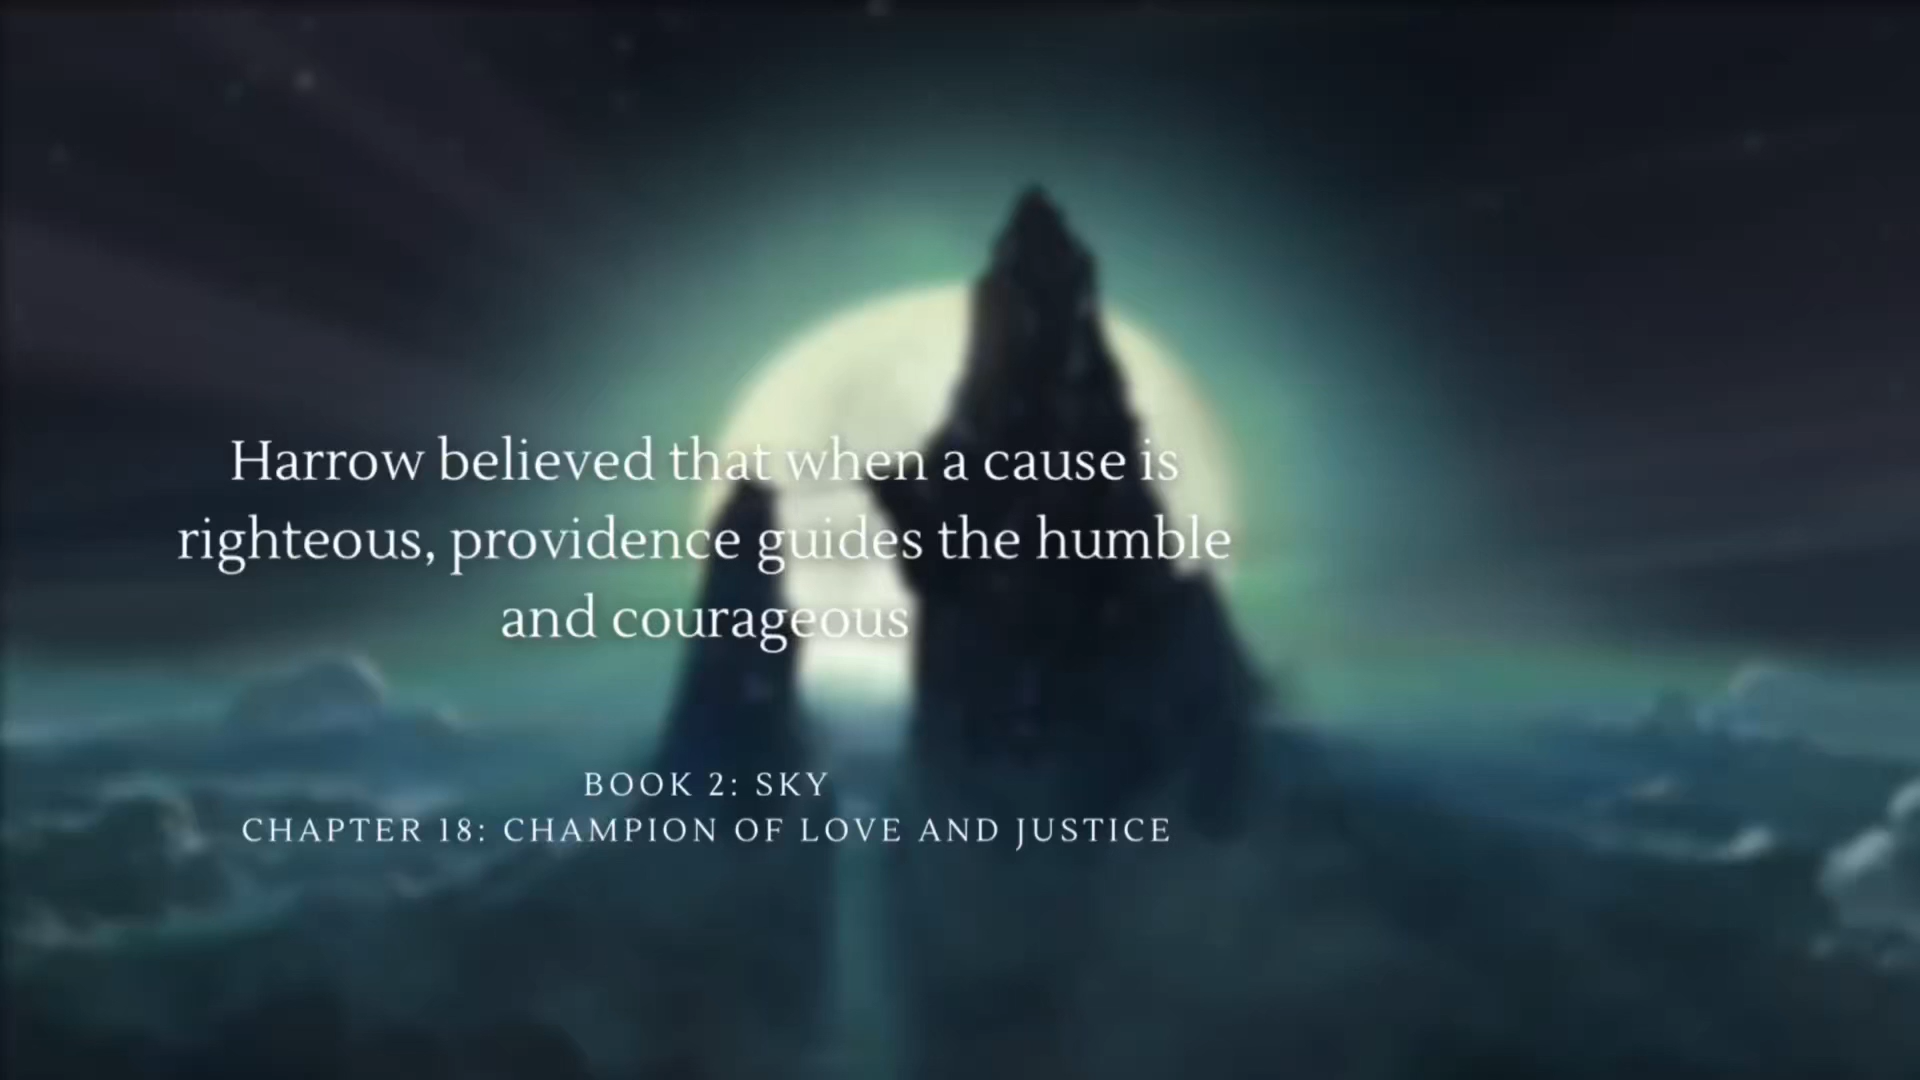 Harrow believed that when a cause is
righteous, providence guides the humble
and courageous
BOOK 2: SKY
CHAPTER 18: CHAMPION OF LOVE AND JUSTICE